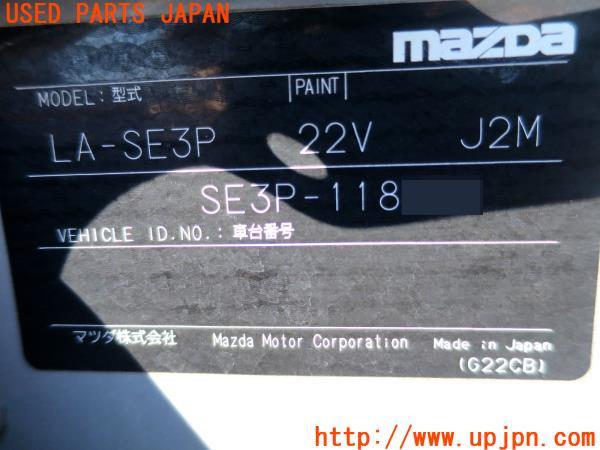 USED PARTS JAPAN
mazda
MODEL: 型式 PAINT
LA-SE3P 22V J2M
SE3P-118
VEHICLE ID.NO.: 車台番号
マツダ株式会社 Mazda Motor Corporation Made in Japan
(G22CB)
http://www.upjpn.com